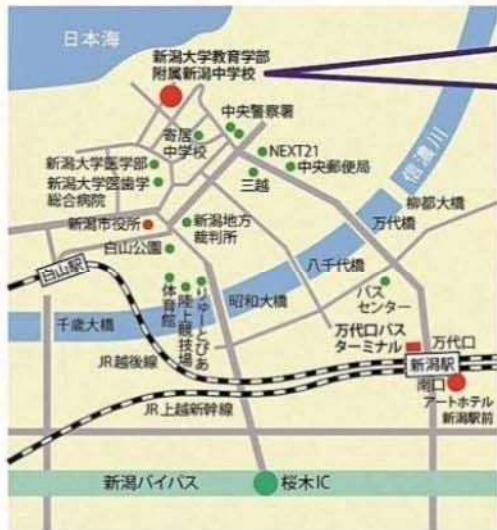 日本海
新潟大学教育学部
附属新潟中学校
中央警察署
寄居
中学校
NEXT21
中央郵便局
新潟大学医学部
三越
新潟大学医歯学
総合病院
信濃川
柳都大橋
万代橋
新潟市役所
新潟地方
裁判所
白山公園
八千代橋
白山駅
体育館
陸上競技場
りゅーとぴあ
昭和大橋
バス
センター
千歳大橋
万代口バス
ターミナル
万代口
JR越後線
新潟駅
南口
アートホテル
新潟駅前
JR上越新幹線
新潟バイパス
桜木IC